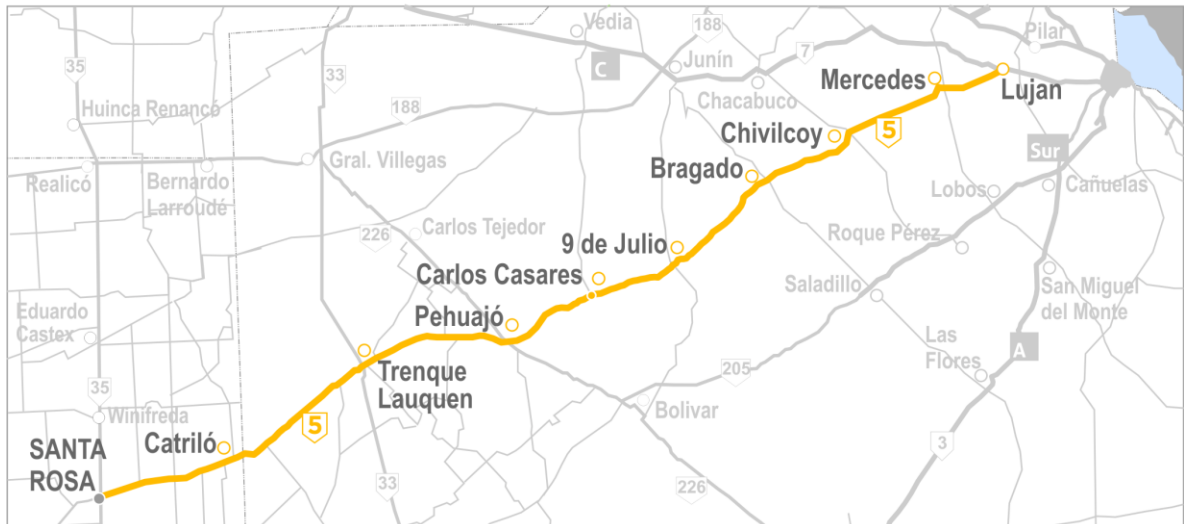 Vedia
188
Pilar
35
33
C
Junín
7
Mercedes
Lujan
Huinca Renancó
188
Chacabuco
Chivilcoy
5
Gral. Villegas
Bragado
Sur
Realicó
Bernardo
Larroudé
Lobos
Cañuelas
226
Carlos Tejedor
9 de Julio
Roque Pérez
Carlos Casares
Saladillo
San Miguel
del Monte
Eduardo
Castex
Pehuajó
Las
Flores
A
Trenque
Lauquen
205
35
Winifreda
5
Bolivar
Catriló
SANTA
ROSA
3
33
226